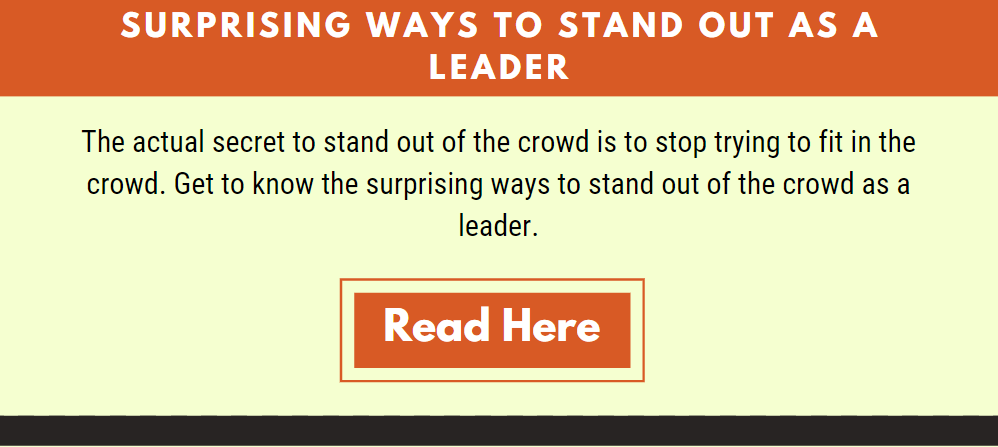 SURPRISING WAYS TO STAND OUT AS A
LEADER
The actual secret to stand out of the crowd is to stop trying to fit in the
crowd. Get to know the surprising ways to stand out of the crowd as a
leader.
Read Here